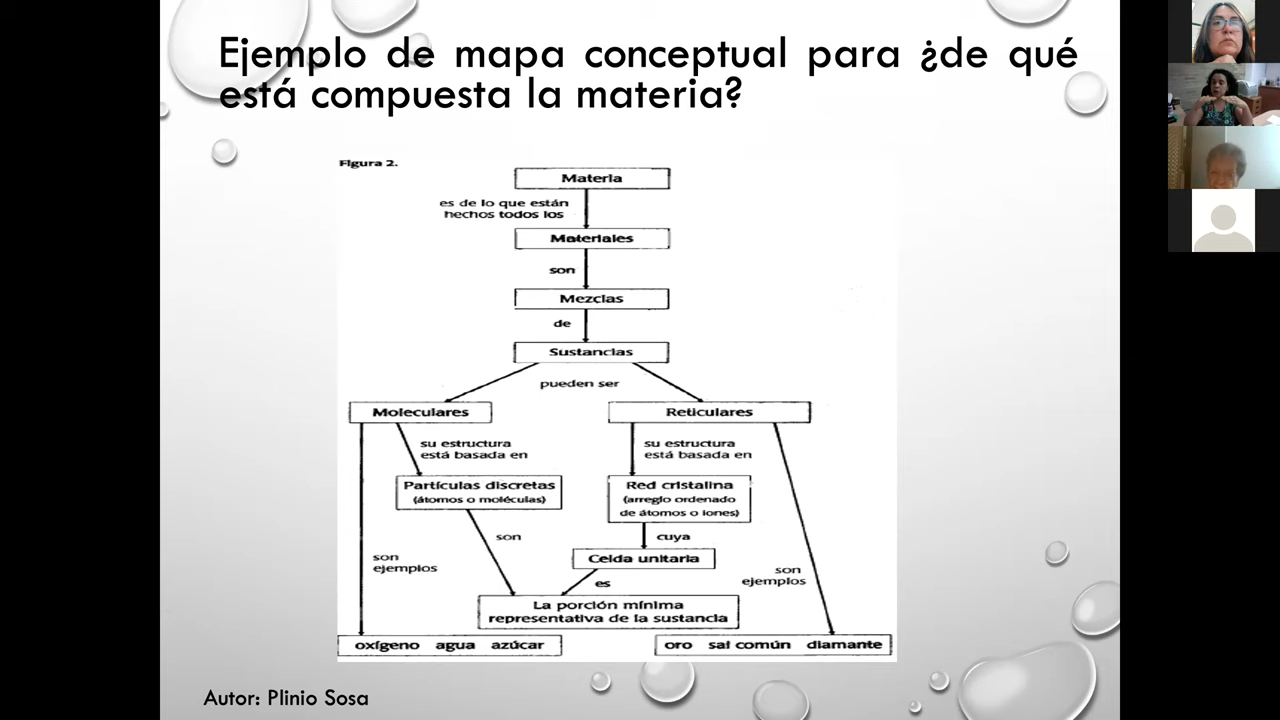 Ejemplo de mapa conceptual para ¿de qué
está compuesta la materia?
Figura 2.
Materia
es de lo que están
hechos todos los
Materiales
son
Mezclas
de
Sustancias
pueden ser
Moleculares
Reticulares
su estructura
está basada en
su estructura
está basada en
Partículas discretas
(átomos o moléculas)
Red cristalina
(arreglo ordenado
de átomos o iones)
son
cuya
son
ejemplos
Celda unitaria
son
ejemplos
es
La porción mínima
representativa de la sustancia
oxígeno agua azúcar
oro sal común diamante
Autor: Plinio Sosa